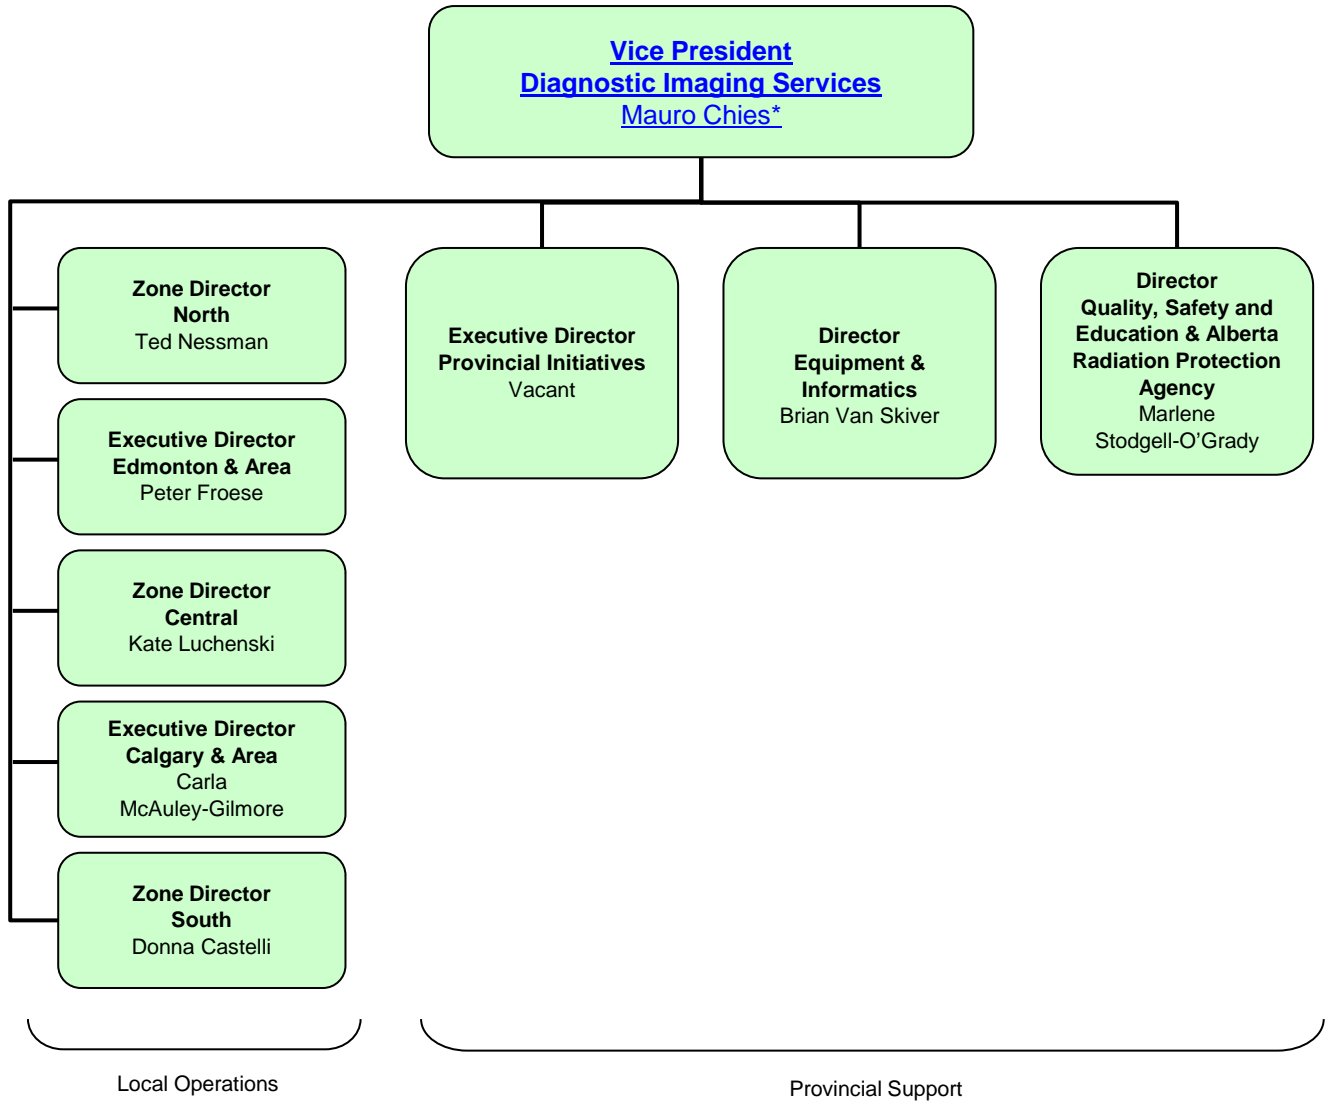 Vice President
Diagnostic Imaging Services
Mauro Chies*
Zone Director
North
Ted Nessman
Executive Director
Edmonton & Area
Peter Froese
Zone Director
Central
Kate Luchenski
Executive Director
Calgary & Area
Carla
McAuley-Gilmore
Zone Director
South
Donna Castelli
Executive Director
Provincial Initiatives
Vacant
Director
Equipment &
Informatics
Brian Van Skiver
Director
Quality, Safety and
Education & Alberta
Radiation Protection
Agency
Marlene
Stodgell-O’Grady
Local Operations
Provincial Support